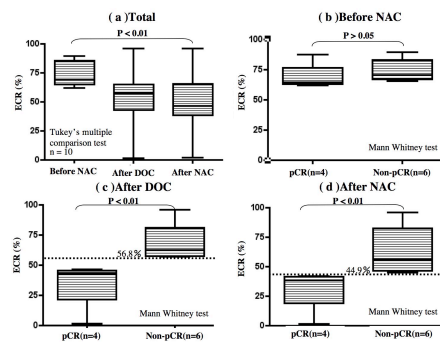 ( a )Total
P < 0.01
ECR (%)
100
75
50
25
0
Tukey's multiple
comparison test
n = 10
Before NAC
After DOC
After NAC
( b )Before NAC
P > 0.05
ECR (%)
100
75
50
25
0
Mann Whitney test
pCR(n=4)
Non-pCR(n=6)
( c )After DOC
P < 0.01
ECR (%)
100
75
50
25
0
56.8%
Mann Whitney test
pCR(n=4)
Non-pCR(n=6)
( d )After NAC
P < 0.01
ECR (%)
100
75
50
25
0
44.9%
Mann Whitney test
pCR(n=4)
Non-pCR(n=6)